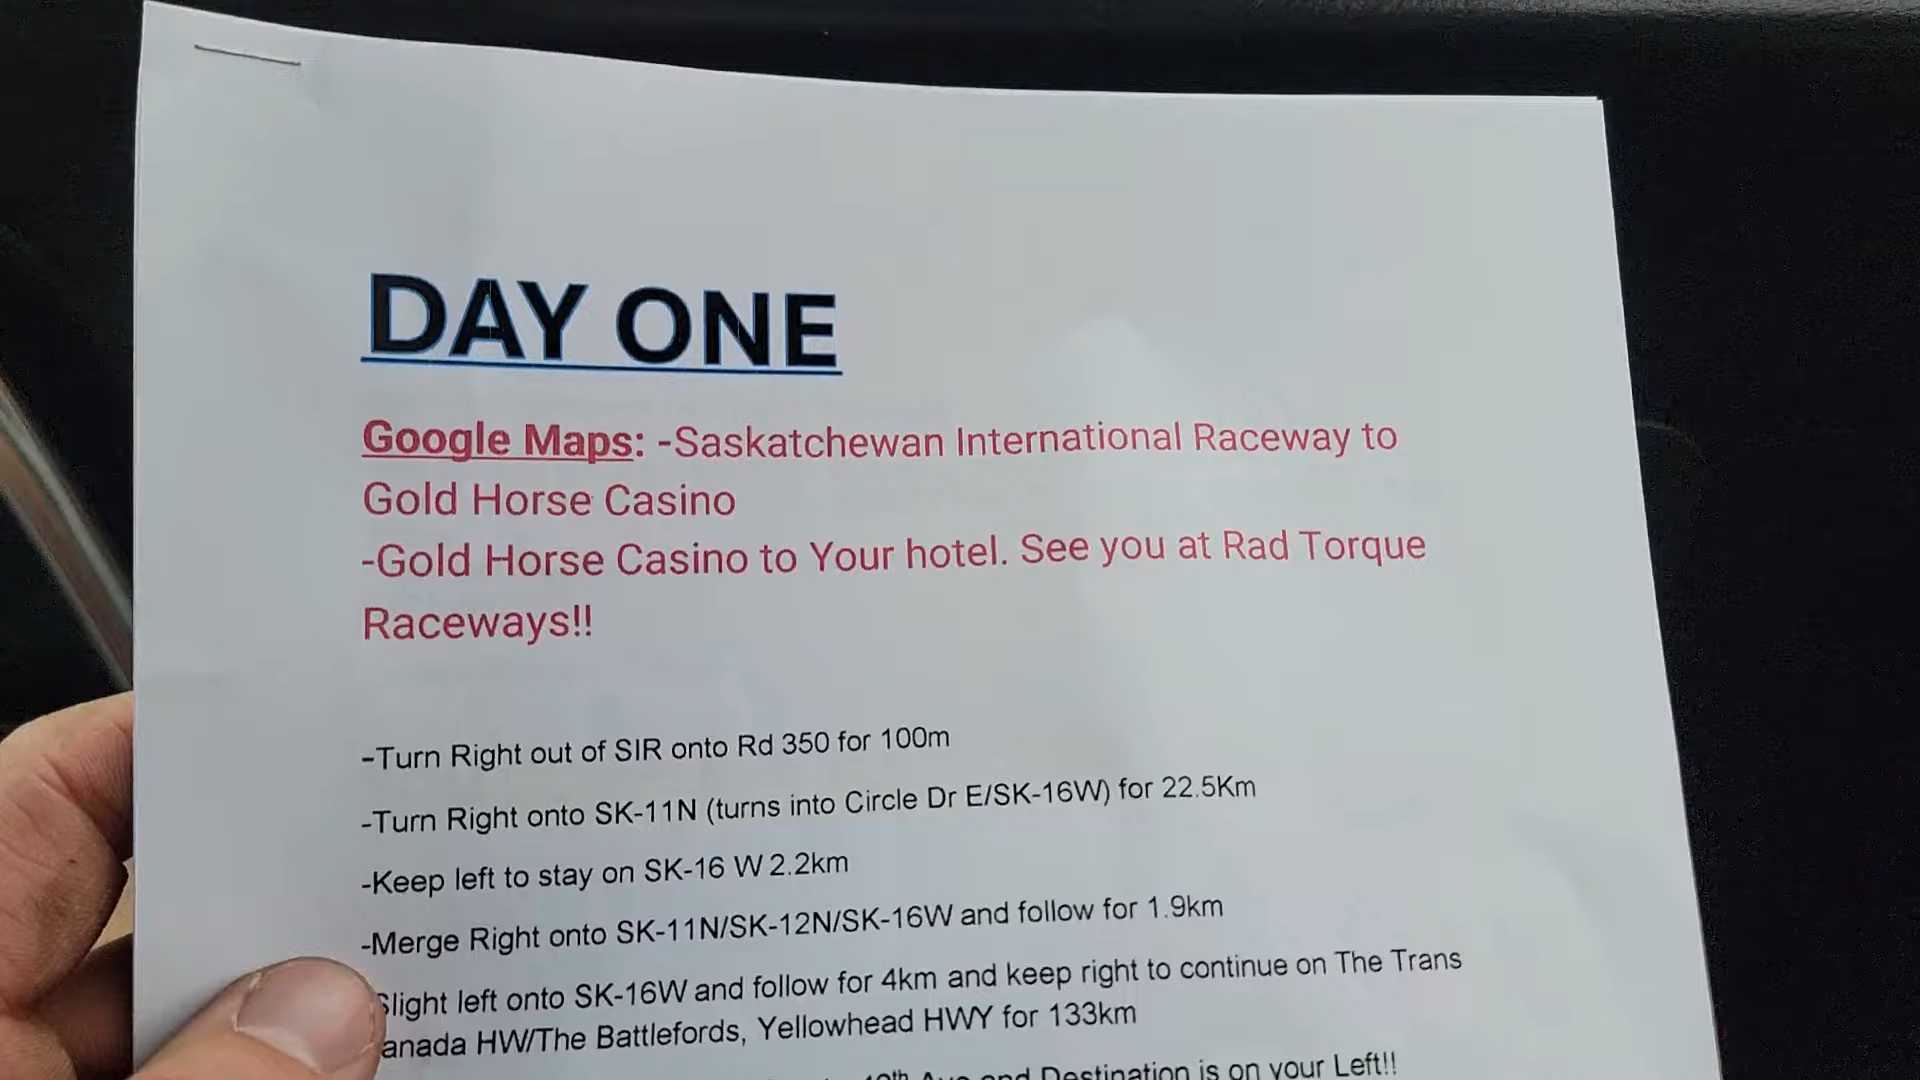 DAY ONE
Google Maps: -Saskatchewan International Raceway to
Gold Horse Casino
-Gold Horse Casino to Your hotel. See you at Rad Torque
Raceways!!
-Turn Right out of SIR onto Rd 350 for 100m
-Turn Right onto SK-11N (turns into Circle Dr E/SK-16W) for 22.5Km
-Keep left to stay on SK-16 W 2.2km
-Merge Right onto SK-11N/SK-12N/SK-16W and follow for 1.9km
Slight left onto SK-16W and follow for 4km and keep right to continue on The Trans
anada HW/The Battlefords, Yellowhead HWY for 133km
and Destination is on your Left!!